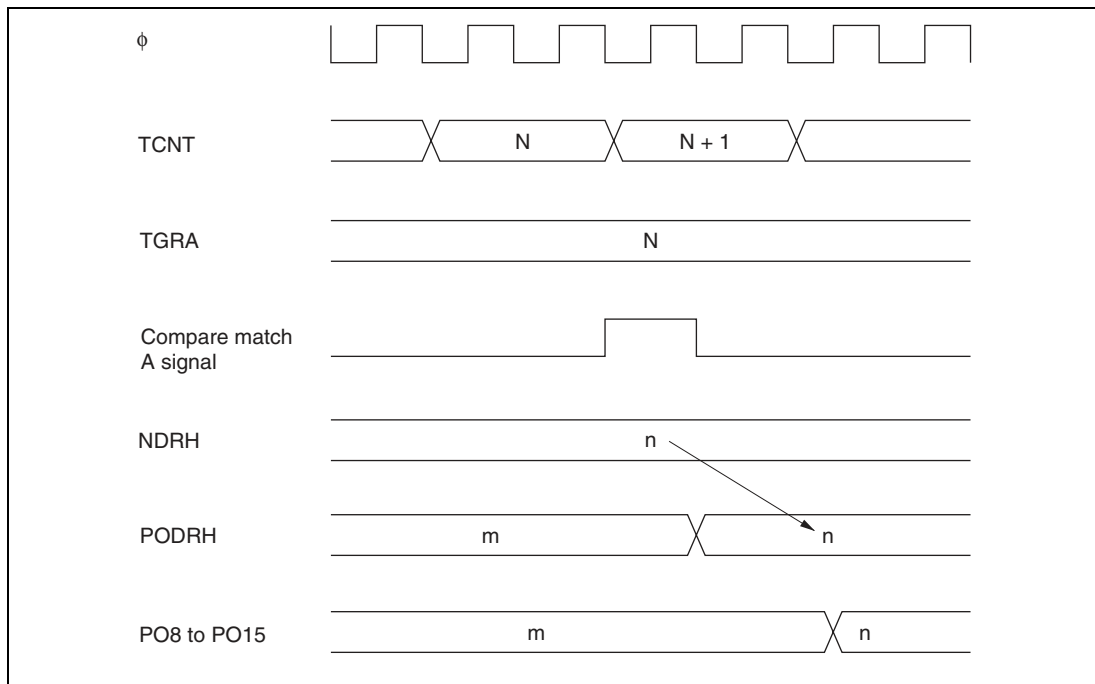 ϕ
TCNT
N
N + 1
TGRA
N
Compare match
A signal
NDRH
n
PODRH
m
n
PO8 to PO15
m
n